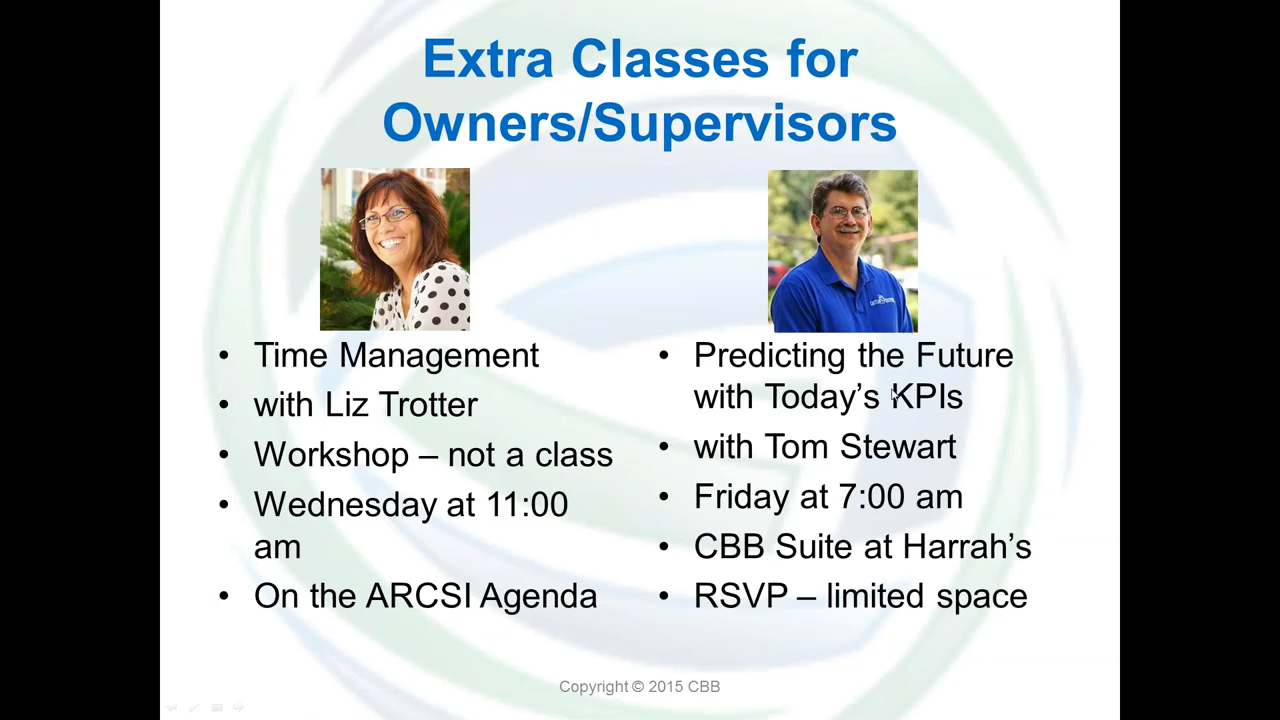 Extra Classes for
Owners/Supervisors
• Time Management
• with Liz Trotter
• Workshop – not a class
• Wednesday at 11:00
am
• On the ARCSI Agenda
• Predicting the Future
with Today’s KPIs
• with Tom Stewart
• Friday at 7:00 am
• CBB Suite at Harrah’s
• RSVP – limited space
Copyright © 2015 CBB